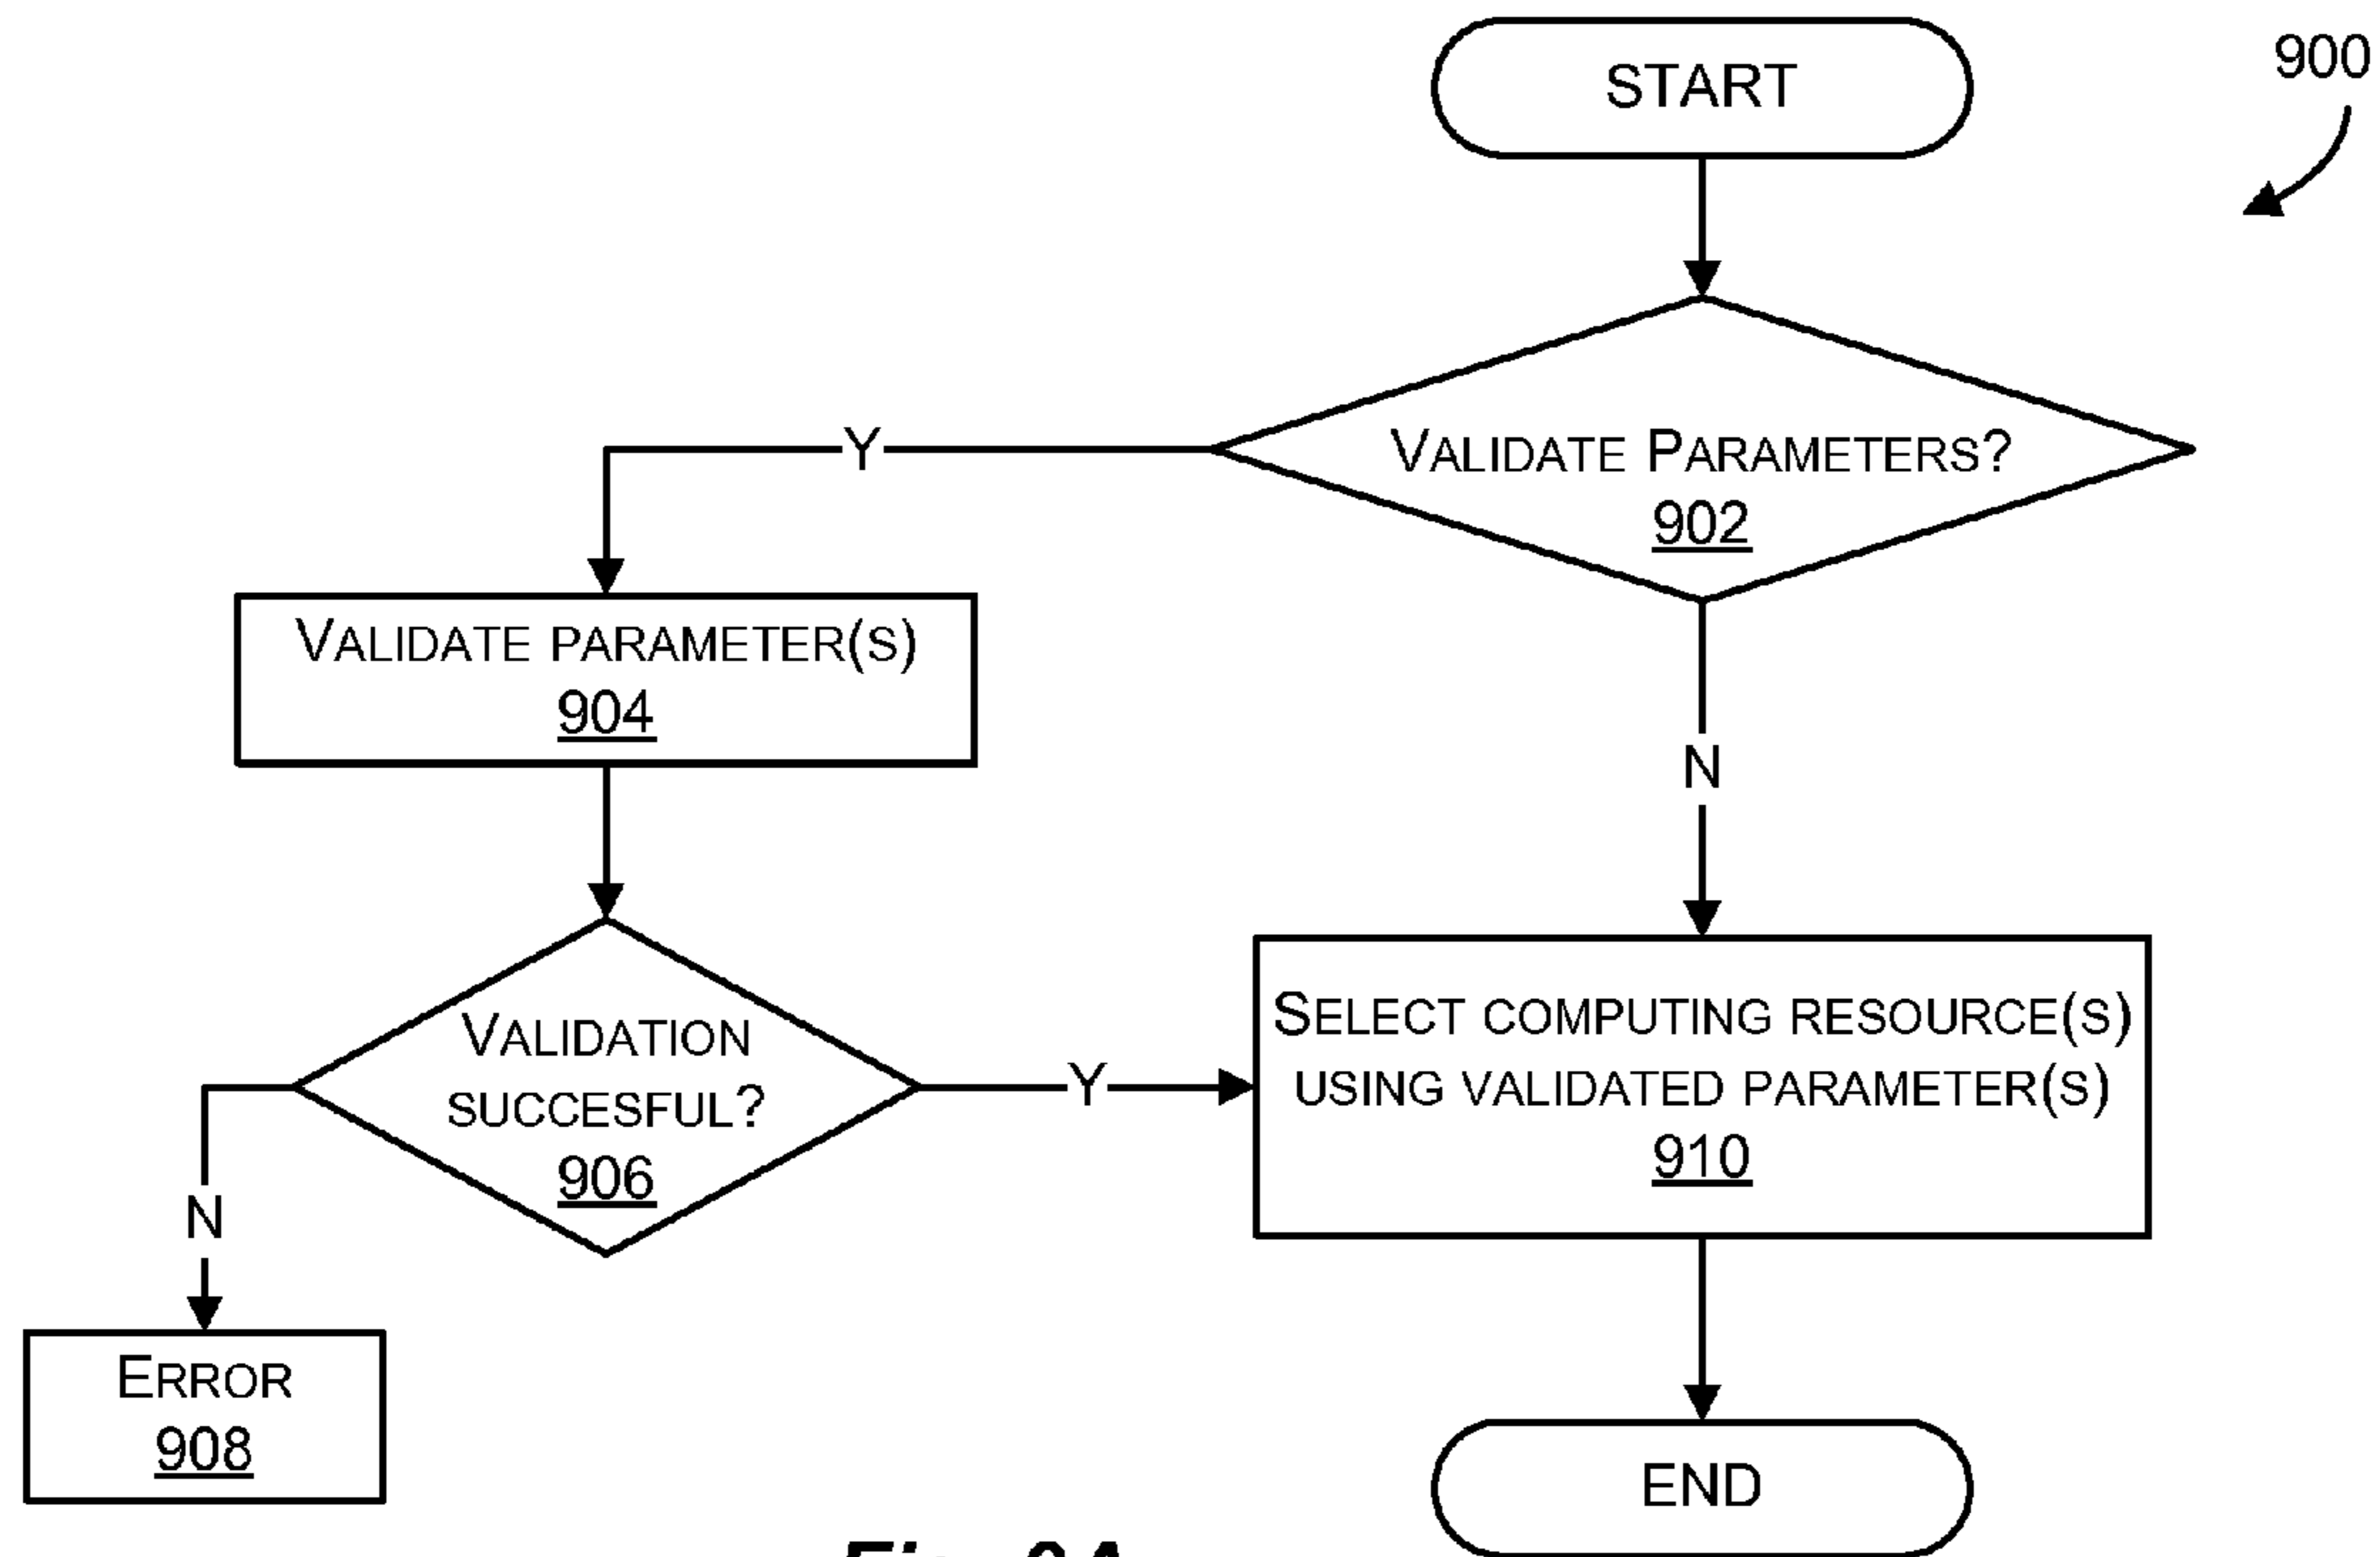 START
900
VALIDATE PARAMETERS?
902
Y
VALIDATE PARAMETER(S)
904
N
VALIDATION
SUCCESFUL?
906
Y
SELECT COMPUTING RESOURCE(S)
USING VALIDATED PARAMETER(S)
910
N
ERROR
908
END